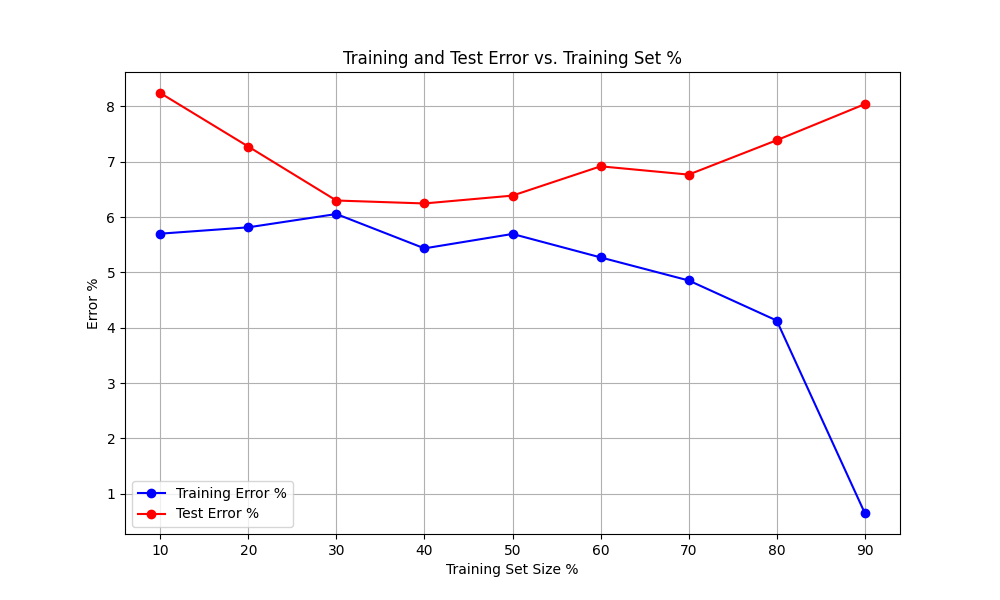 Training and Test Error vs. Training Set %
Error %
8
7
6
5
4
3
2
1
Training Error %
Test Error %
10 20 30 40 50 60 70 80 90
Training Set Size %